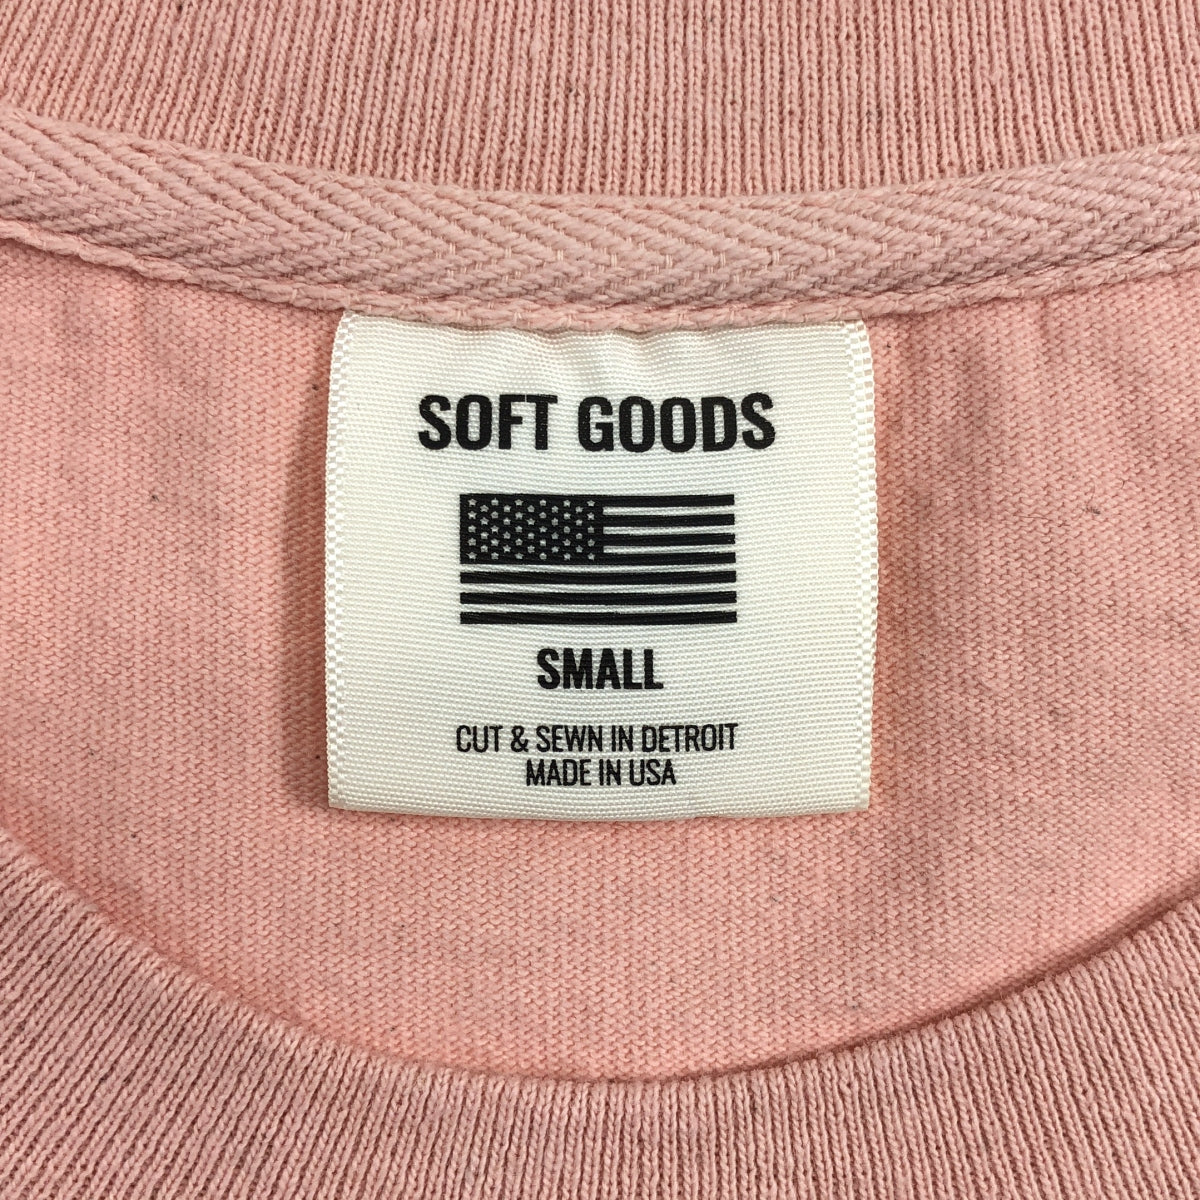 SOFT GOODS
SMALL
CUT & SEWN IN DETROIT
MADE IN USA